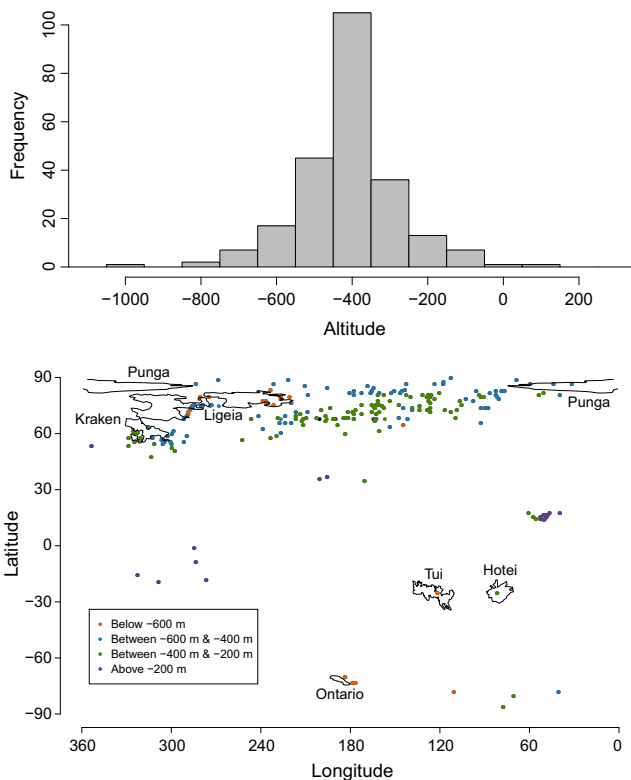 Frequency
100
80
60
40
20
0
−1000 −800 −600 −400 −200 0 200
Altitude
Latitude
90
60
30
0
−30
−60
−90
Punga
Kraken
Ligeia
Punga
Tui
Hotei
Ontario
Below −600 m
Between −600 m & −400 m
Between −400 m & −200 m
Above −200 m
360 300 240 180 120 60 0
Longitude